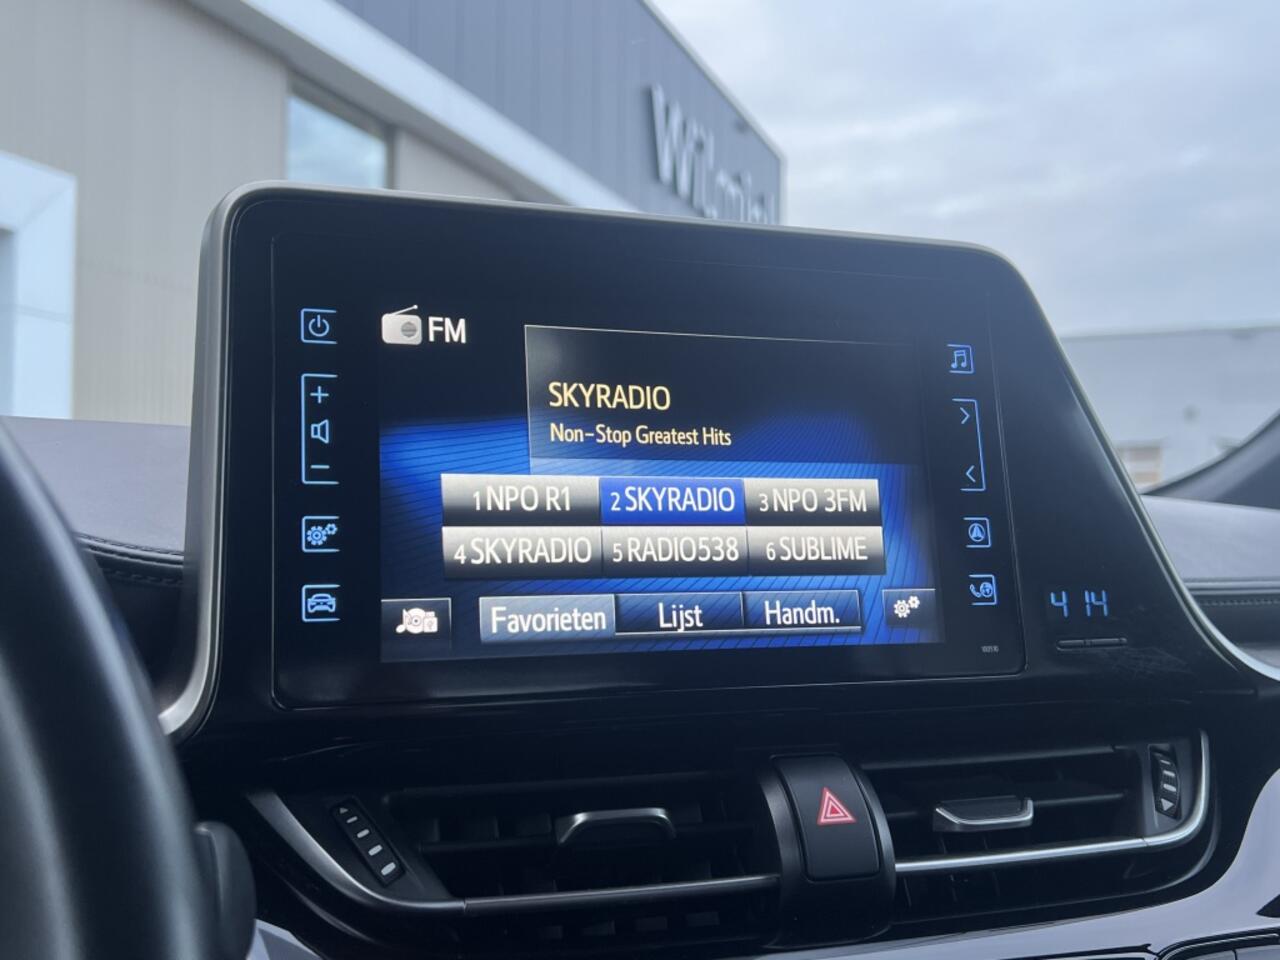 FM
SKYRADIO
Non-Stop Greatest Hits
1 NPO R1 2 SKYRADIO 3 NPO 3FM
4 SKYRADIO 5 RADIO538 6 SUBLIME
Favorieten Lijst Handm.
4 14